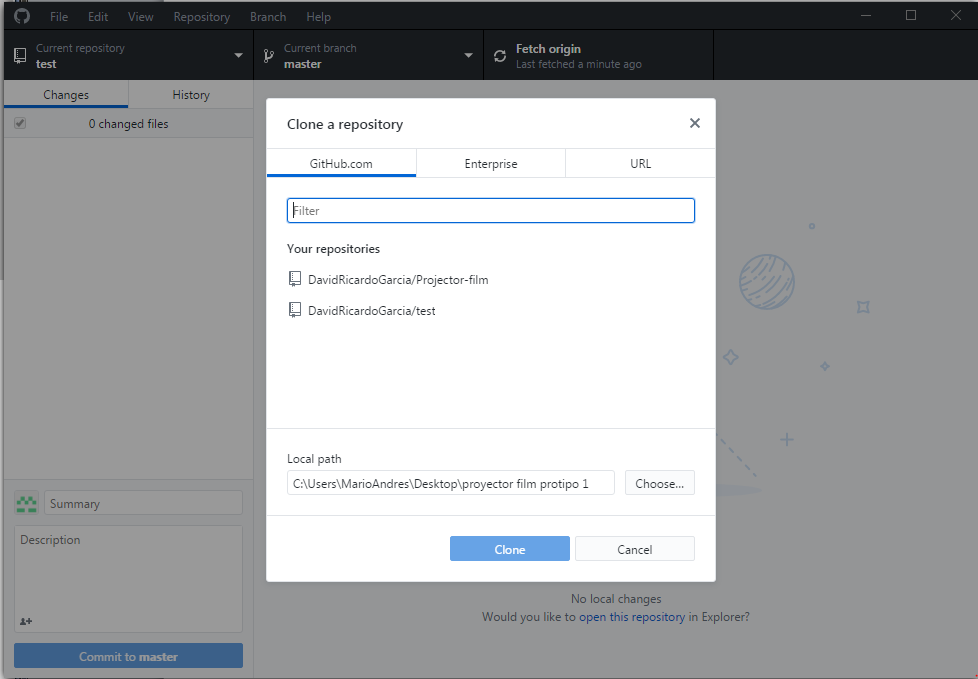 File Edit View Repository Branch Help
Current repository
test
Current branch
master
Fetch origin
Last fetched a minute ago
Changes History
0 changed files
Clone a repository
GitHub.com Enterprise URL
Filter
Your repositories
DavidRicardoGarcia/Projector-film
DavidRicardoGarcia/test
Local path
C:\Users\MarioAndres\Desktop\proyector film protipo 1 Choose...
Clone Cancel
Summary
Description
No local changes
Would you like to open this repository in Explorer?
Commit to master